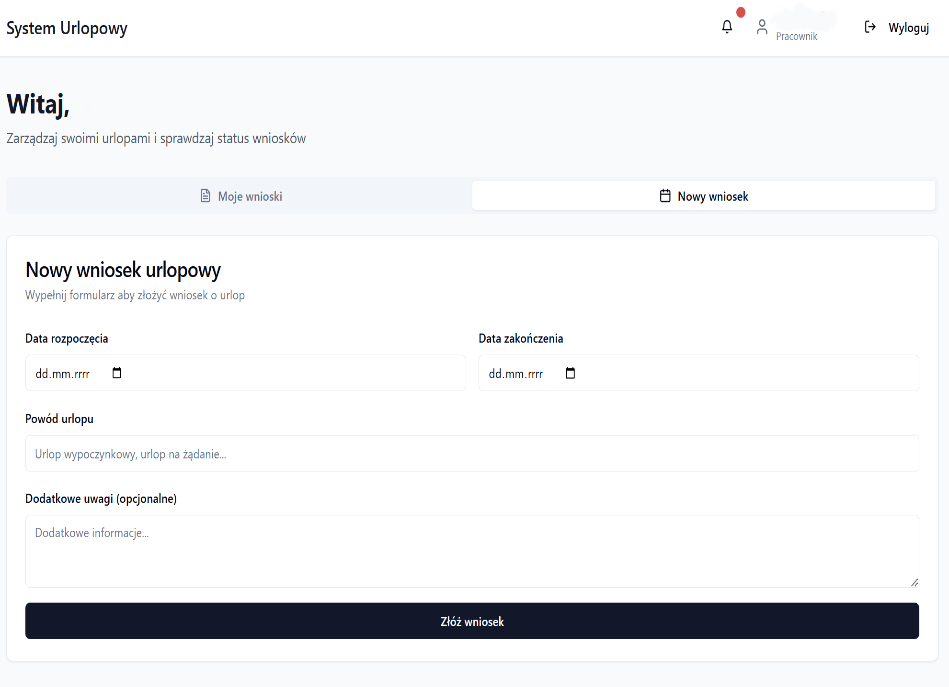 System Urlopowy
Pracownik
Wyloguj
Witaj,
Zarządzaj swoimi urlopami i sprawdzaj status wniosków
Moje wnioski
Nowy wniosek
Nowy wniosek urlopowy
Wypełnij formularz aby złożyć wniosek o urlop
Data rozpoczęcia
Data zakończenia
dd.mm.rrrr
dd.mm.rrrr
Powód urlopu
Urlop wypoczynkowy, urlop na żądanie...
Dodatkowe uwagi (opcjonalne)
Dodatkowe informacje...
Złóż wniosek